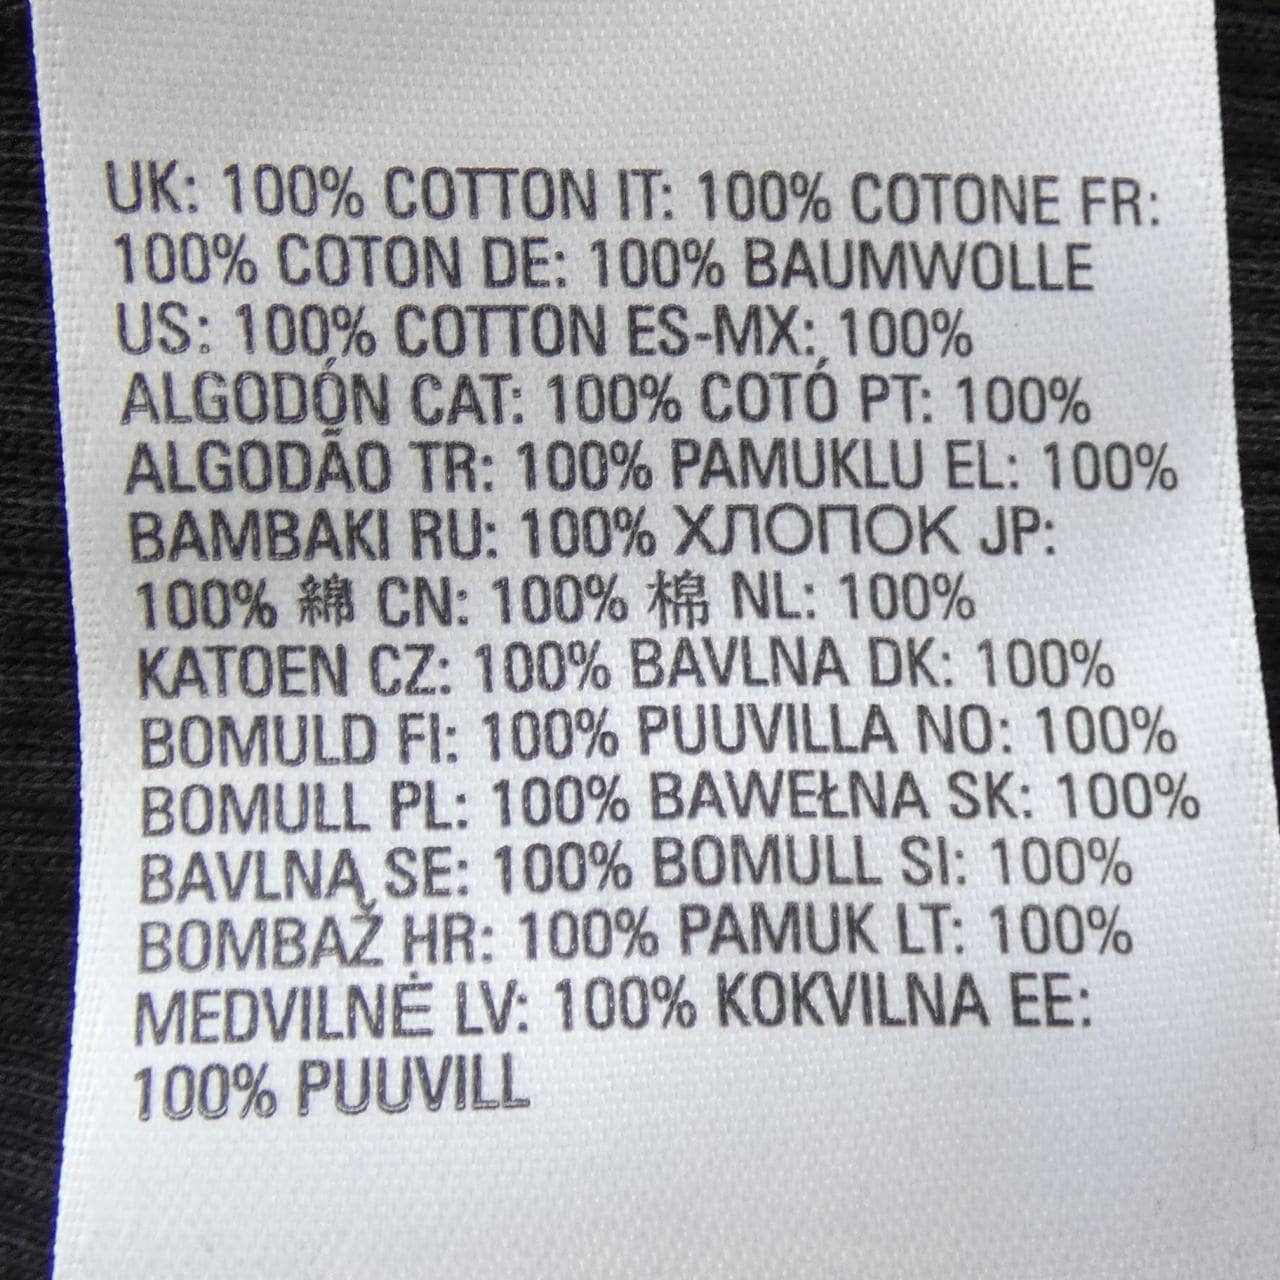 UK: 100% COTTON IT: 100% COTONE FR:
100% COTON DE: 100% BAUMWOLLE
US: 100% COTTON ES-MX: 100%
ALGODÓN CAT: 100% COTÓ PT: 100%
ALGODÃO TR: 100% PAMUKLU EL: 100%
BAMBAKI RU: 100% ХЛОПОК JP:
100% 綿 CN: 100% 棉 NL: 100%
KATOEN CZ: 100% BAVLNA DK: 100%
BOMULD FI: 100% PUUVILLA NO: 100%
BOMULL PL: 100% BAWEŁNA SK: 100%
BAVLNĄ SE: 100% BOMULL SI: 100%
BOMBAŽ HR: 100% PAMUK LT: 100%
MEDVILNĖ LV: 100% KOKVILNA EE:
100% PUUVILL